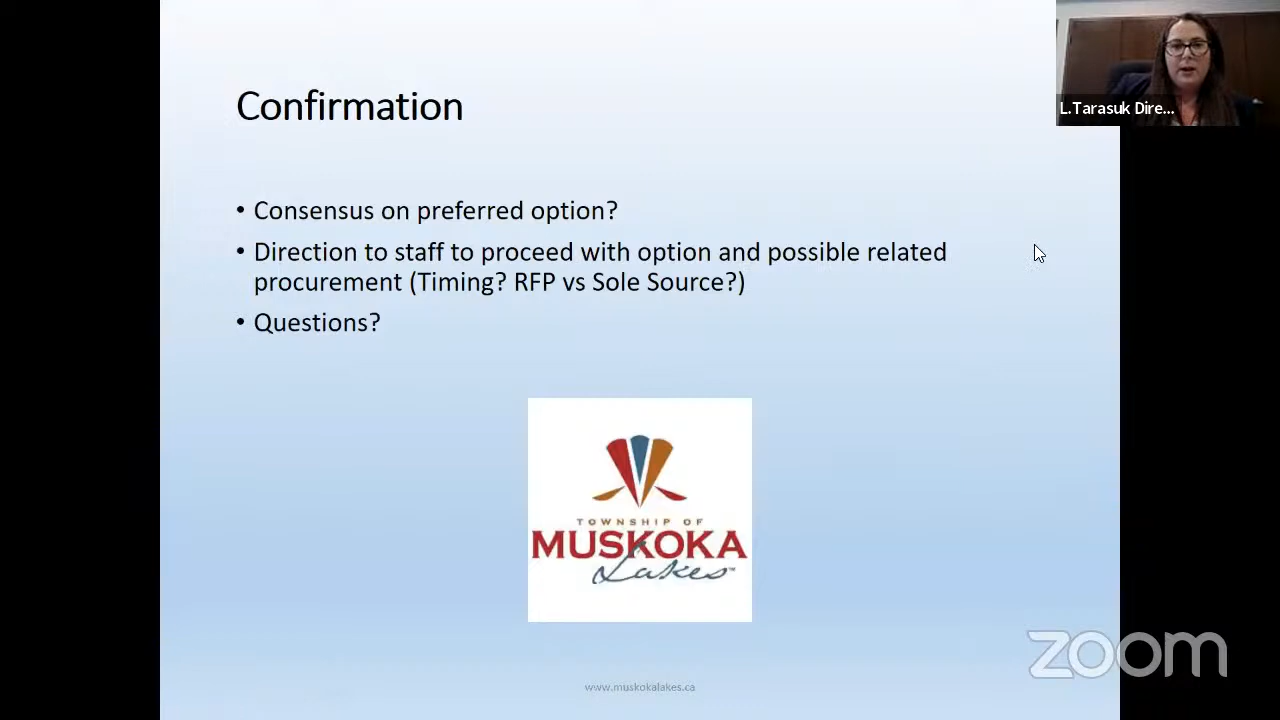 Confirmation
L.Tarasuk Dire...
• Consensus on preferred option?
• Direction to staff to proceed with option and possible related
procurement (Timing? RFP vs Sole Source?)
• Questions?
TOWNSHIP OF
MUSKOKA
Lakes™
zoom
www.muskokalakes.ca